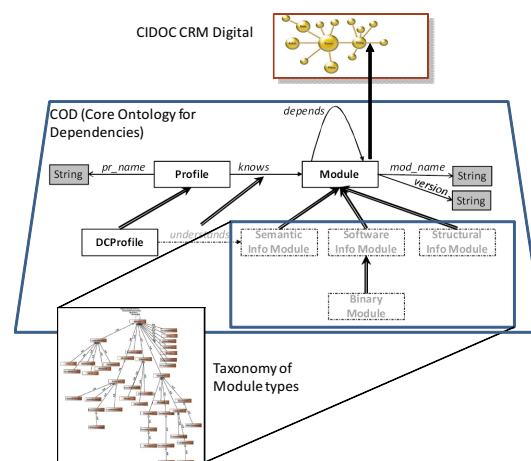 CIDOC CRM Digital
COD (Core Ontology for
Dependencies)
depends
String
pr_name
Profile
knows
Module
mod_name
String
version
String
DCProfile
understands
Semantic
Info Module
Software
Info Module
Structural
Info Module
Binary
Module
Taxonomy of
Module types